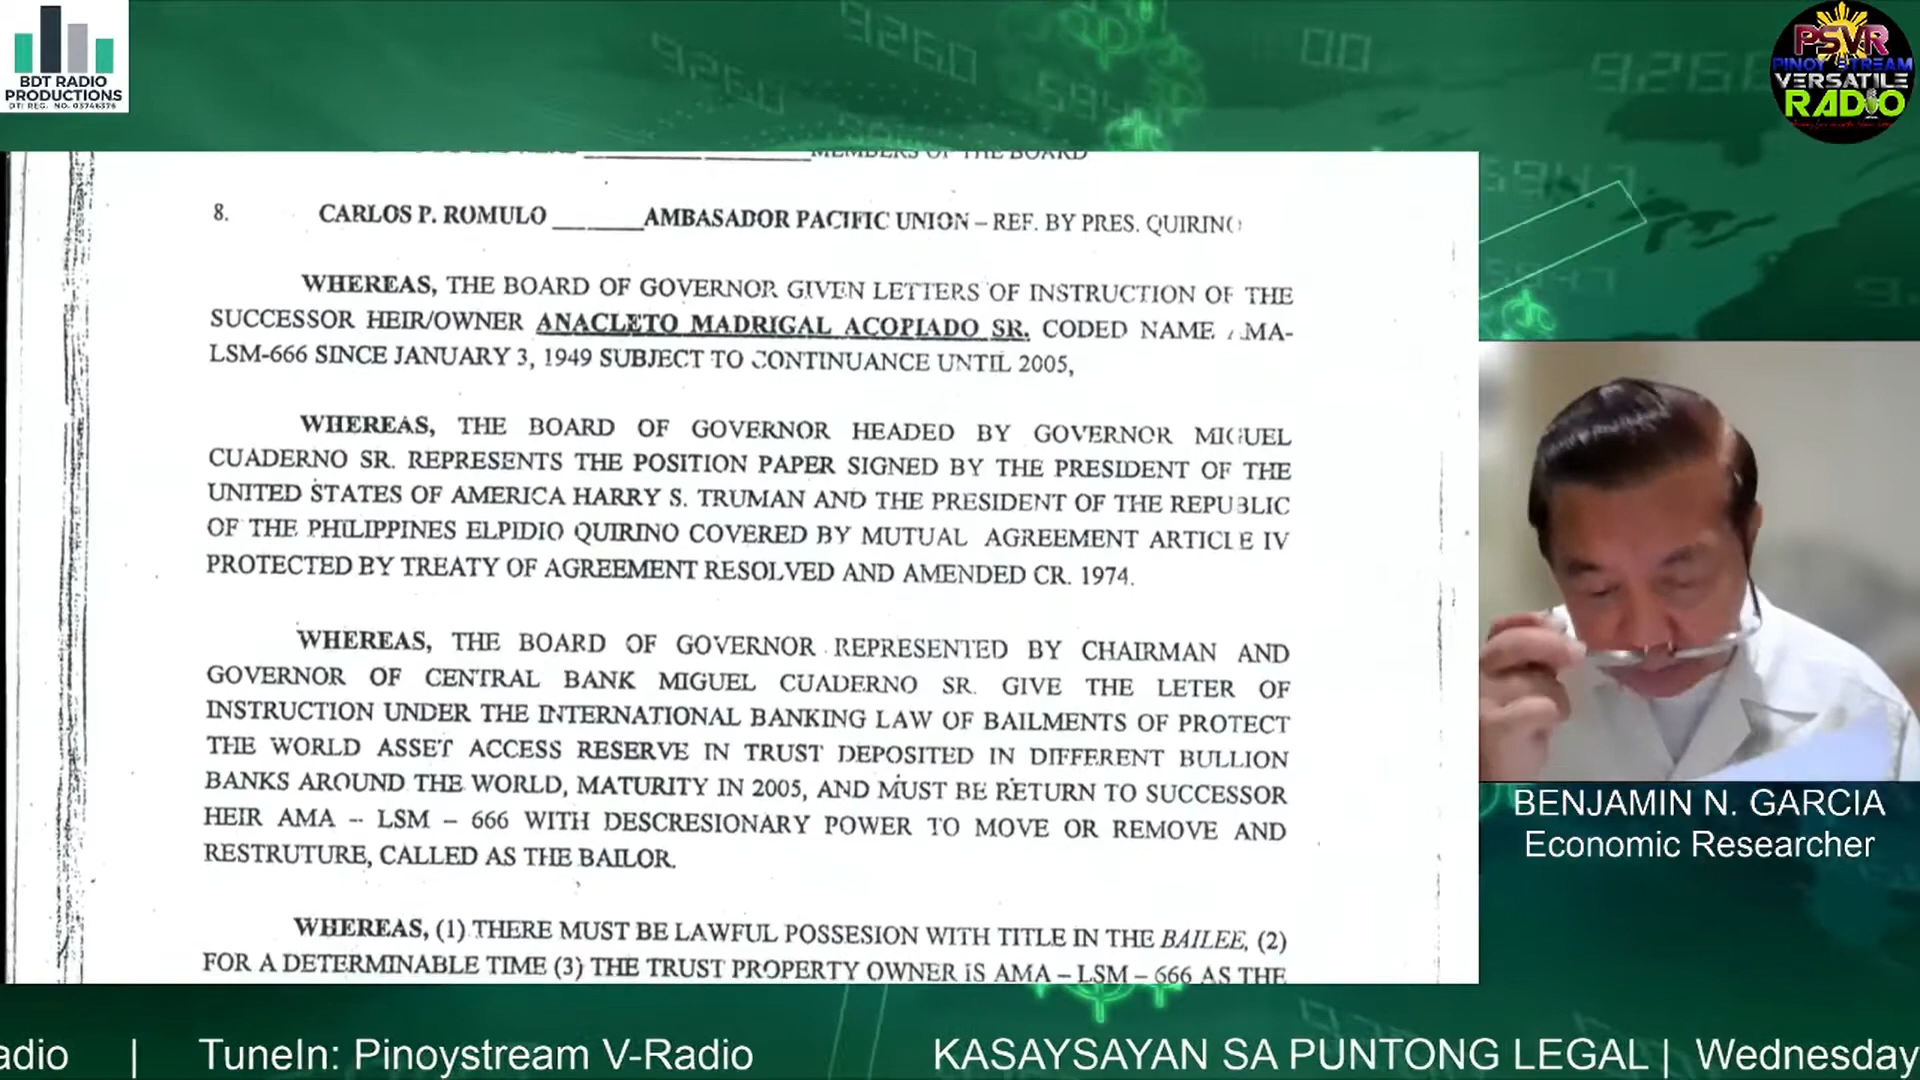 BDT RADIO
PRODUCTIONS
DTI REG. NO. 03746376
PSVR
PINOY STREAM
VERSATILE
RADIO
MEMBERS OF THE BOARD
8. CARLOS P. ROMULO ________AMBASADOR PACIFIC UNION – REF. BY PRES. QUIRINO
WHEREAS, THE BOARD OF GOVERNOR GIVEN LETTERS OF INSTRUCTION OF THE
SUCCESSOR HEIR/OWNER ANACLETO MADRIGAL ACOPIADO SR. CODED NAME AMA-
LSM-666 SINCE JANUARY 3, 1949 SUBJECT TO CONTINUANCE UNTIL 2005,
WHEREAS, THE BOARD OF GOVERNOR HEADED BY GOVERNOR MIGUEL
CUADERNO SR. REPRESENTS THE POSITION PAPER SIGNED BY THE PRESIDENT OF THE
UNITED STATES OF AMERICA HARRY S. TRUMAN AND THE PRESIDENT OF THE REPUBLIC
OF THE PHILIPPINES ELPIDIO QUIRINO COVERED BY MUTUAL AGREEMENT ARTICLE IV
PROTECTED BY TREATY OF AGREEMENT RESOLVED AND AMENDED CR. 1974.
WHEREAS, THE BOARD OF GOVERNOR REPRESENTED BY CHAIRMAN AND
GOVERNOR OF CENTRAL BANK MIGUEL CUADERNO SR. GIVE THE LETER OF
INSTRUCTION UNDER THE INTERNATIONAL BANKING LAW OF BAILMENTS OF PROTECT
THE WORLD ASSET ACCESS RESERVE IN TRUST DEPOSITED IN DIFFERENT BULLION
BANKS AROUND THE WORLD, MATURITY IN 2005, AND MUST BE RETURN TO SUCCESSOR
HEIR AMA – LSM – 666 WITH DESCRESIONARY POWER TO MOVE OR REMOVE AND
RESTRUTURE, CALLED AS THE BAILOR.
WHEREAS, (1) THERE MUST BE LAWFUL POSSESION WITH TITLE IN THE BAILEE, (2)
FOR A DETERMINABLE TIME (3) THE TRUST PROPERTY OWNER IS AMA – LSM – 666 AS THE
BENJAMIN N. GARCIA
Economic Researcher
adio | TuneIn: Pinoystream V-Radio KASAYSAYAN SA PUNTONG LEGAL | Wednesday